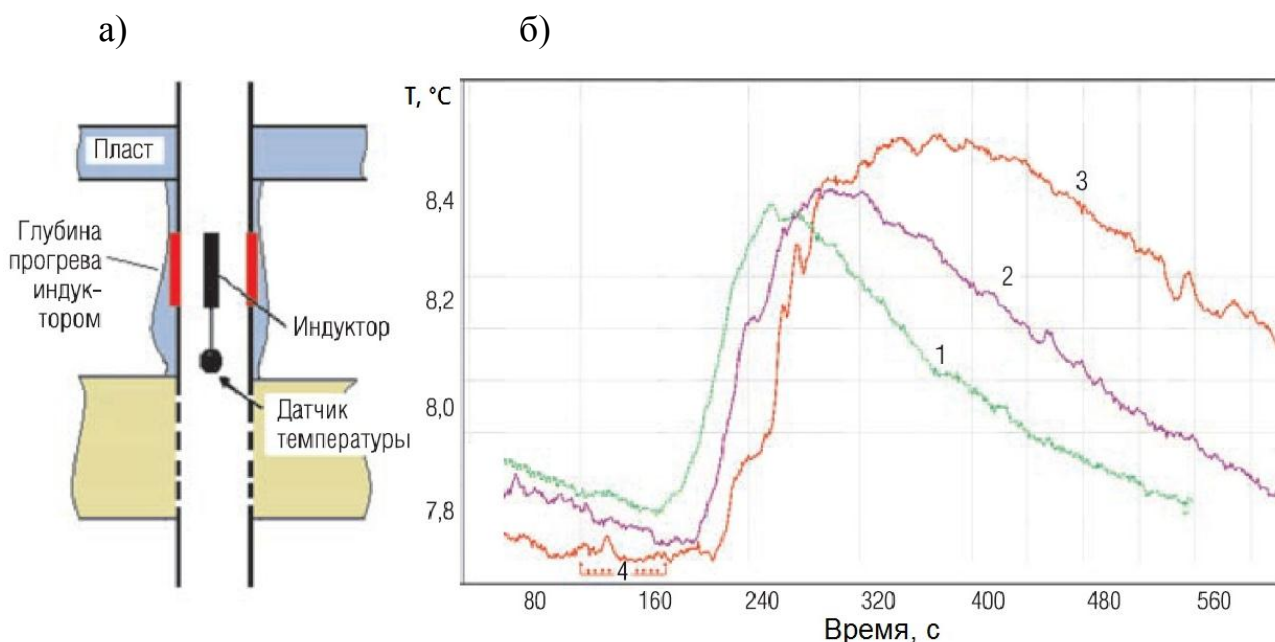 а)
б)
Пласт
Глубина
прогрева
индук-
тором
Индуктор
Датчик
температуры
T, °C
8,4
8,2
8,0
7,8
1
2
3
4
80
160
240
320
400
480
560
Время, с